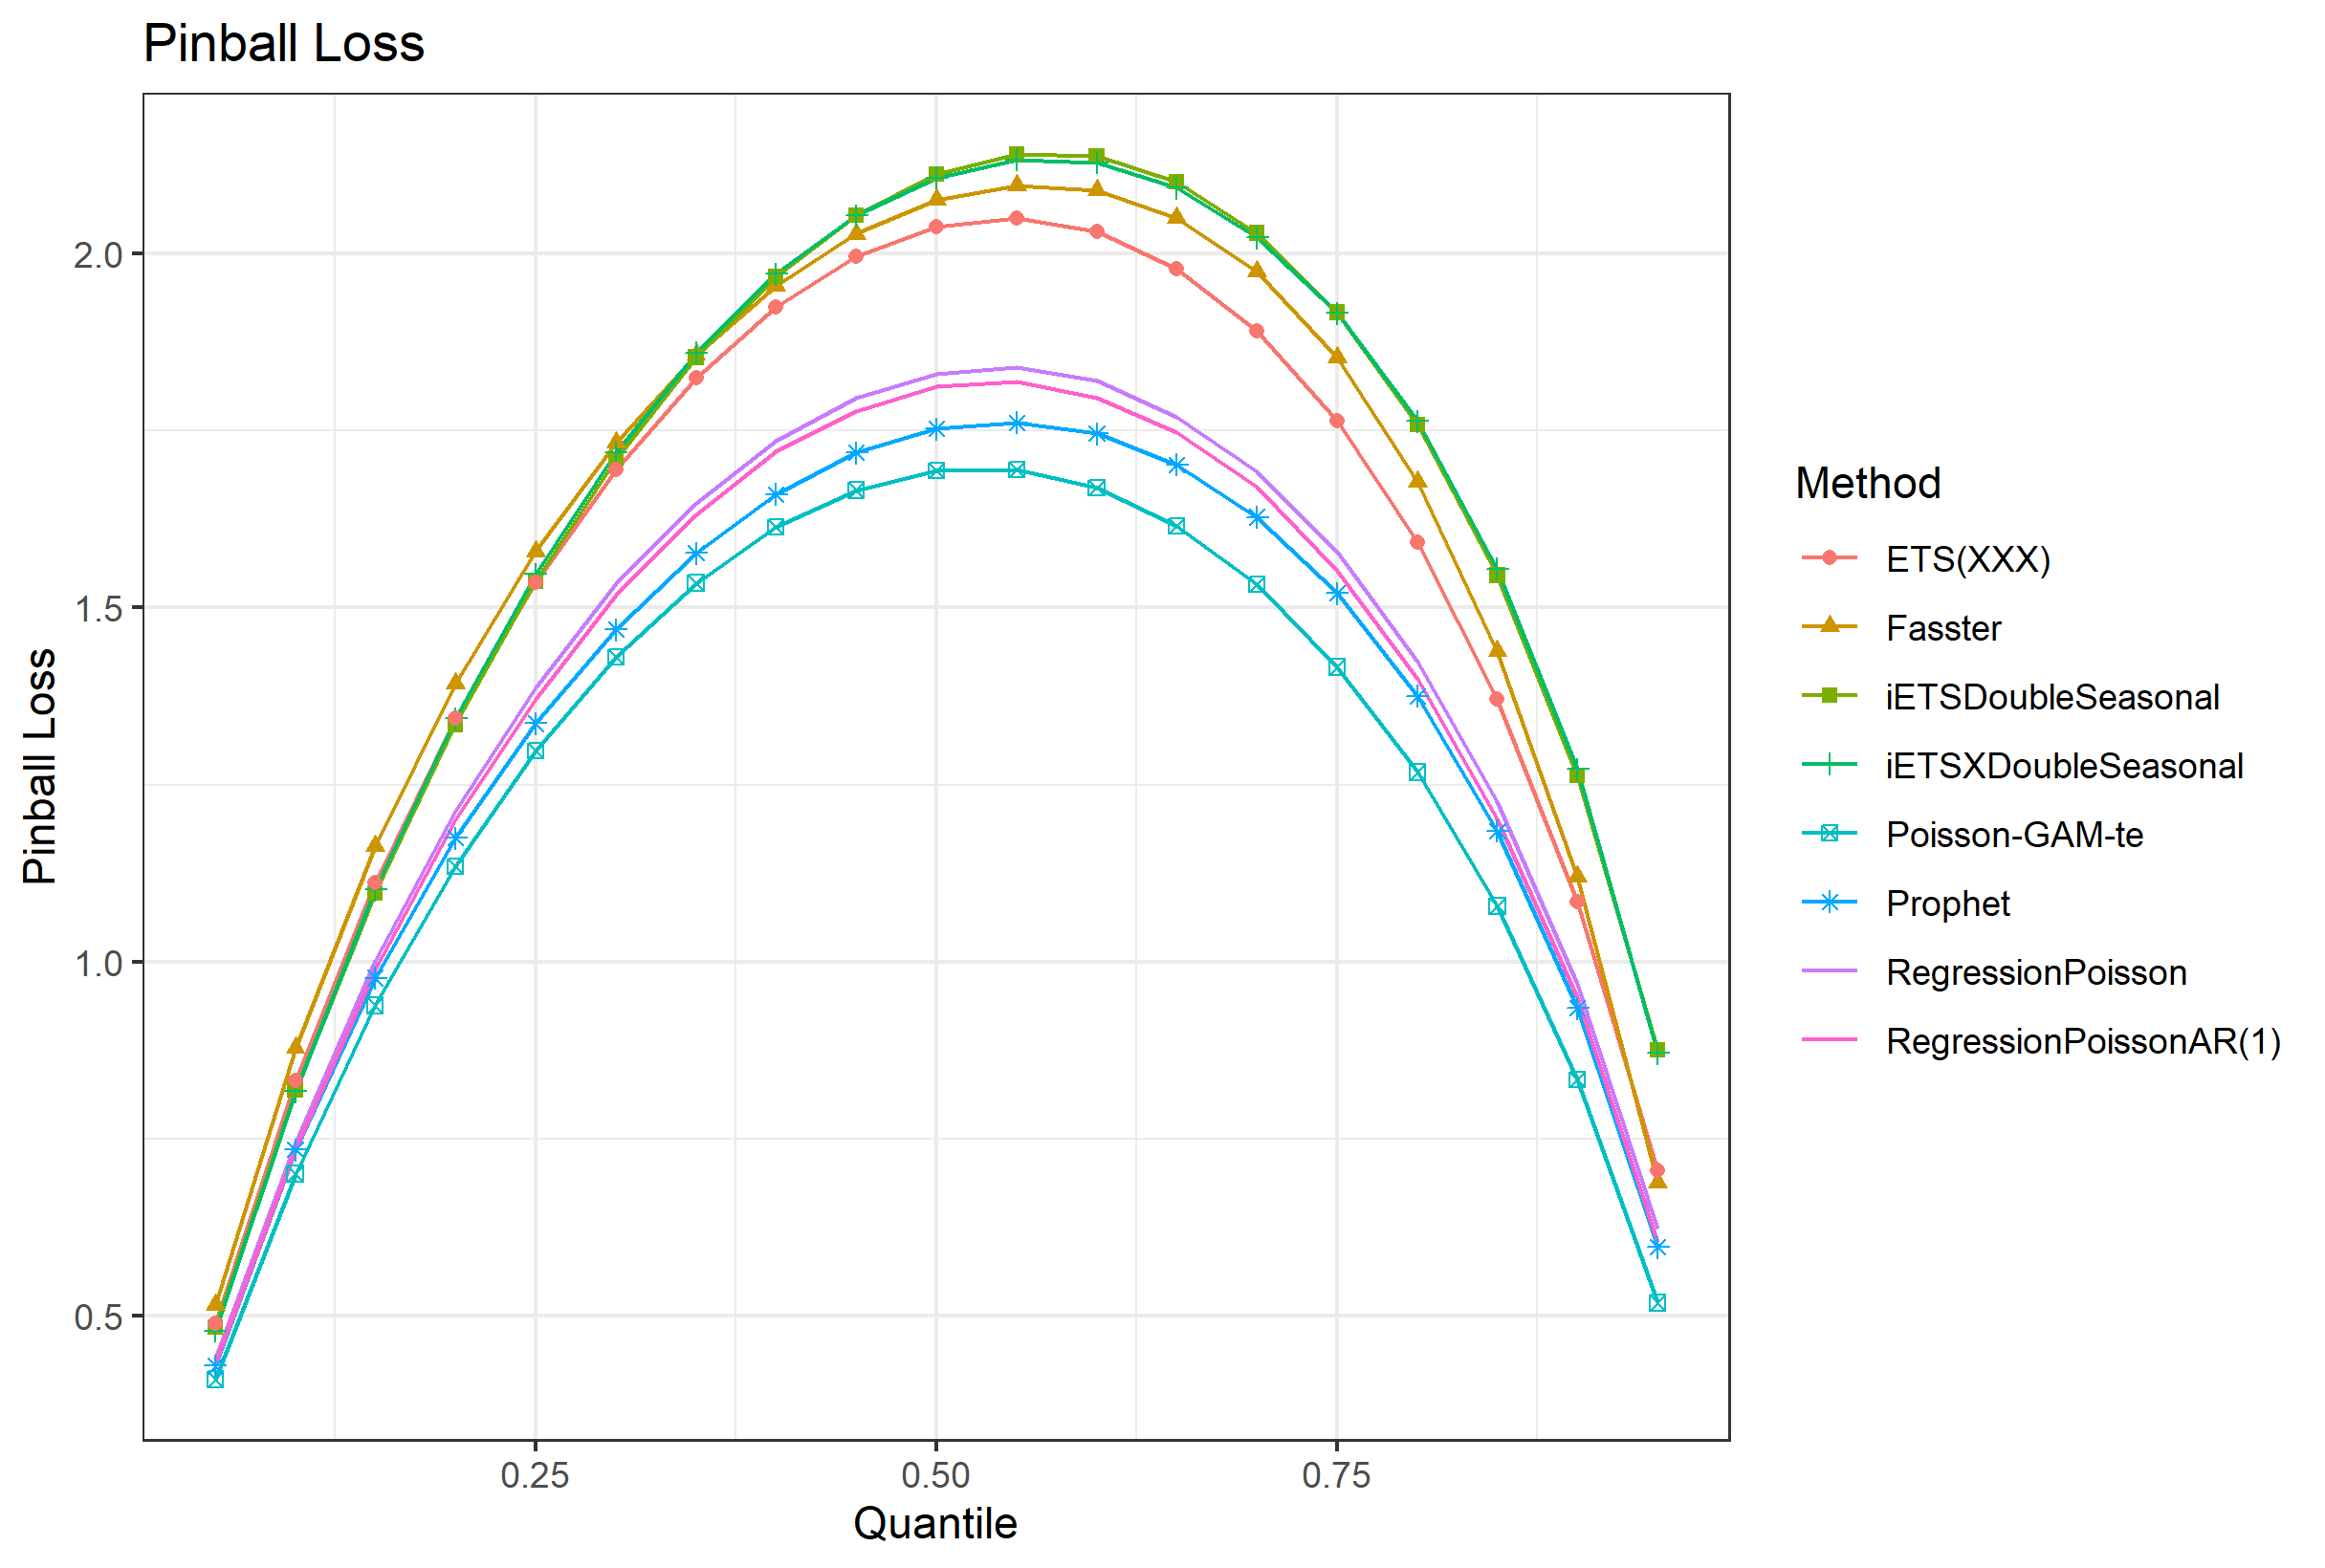 Pinball Loss
Pinball Loss
2.0
1.5
1.0
0.5
0.25
0.50
0.75
Quantile
Method
ETS(XXX)
Fasster
iETSDoubleSeasonal
iETSXDoubleSeasonal
Poisson-GAM-te
Prophet
RegressionPoisson
RegressionPoissonAR(1)